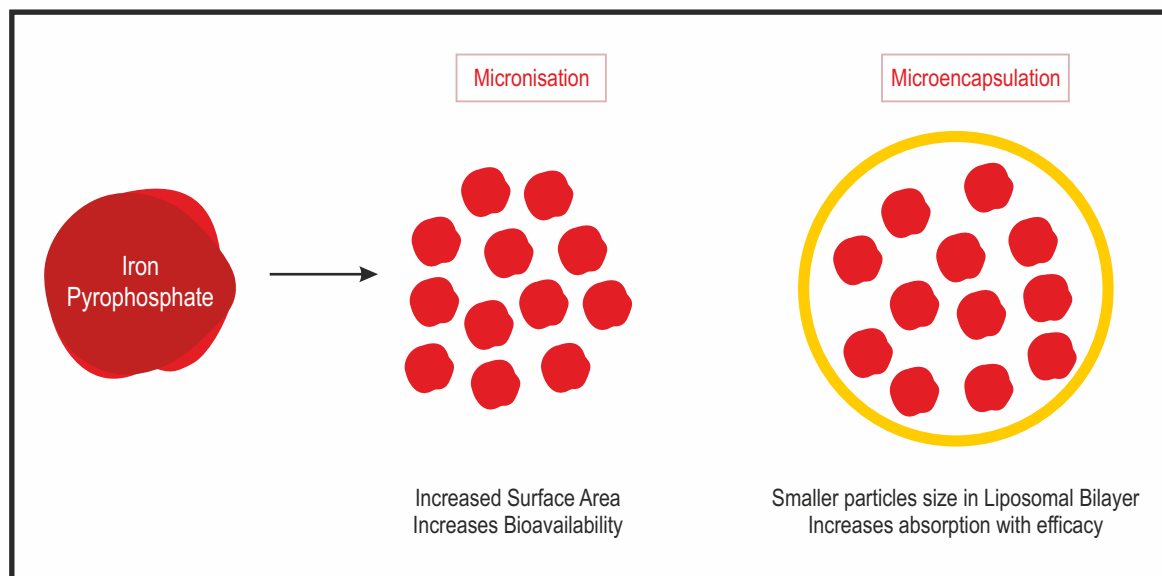 Micronisation
Microencapsulation
Iron
Pyrophosphate
Increased Surface Area
Increases Bioavailability
Smaller particles size in Liposomal Bilayer
Increases absorption with efficacy